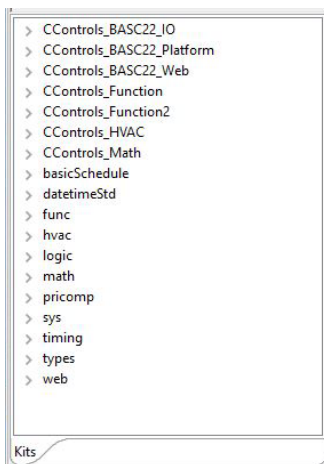 CControls_BASC22_IO
CControls_BASC22_Platform
CControls_BASC22_Web
CControls_Function
CControls_Function2
CControls_HVAC
CControls_Math
basicSchedule
datetimeStd
func
hvac
logic
math
pricomp
sys
timing
types
web
Kits